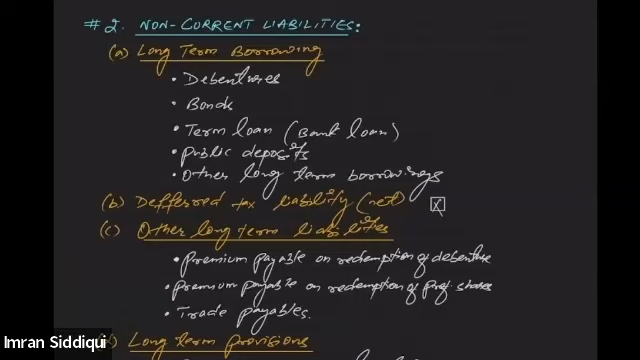 #2. NON-CURRENT LIABILITIES:
(a) Long Term Borrowing
• Debentures
• Bonds
• Term loan (Bank loan)
• Public deposits
• Other long term borrowings
(b) Defferred tax liability (net) X
(c) Other long term liabilities
• Premium payable on redemption of debenture
• Premium payable on redemption of pref. shares
• Trade payables.
(d) Long term provisions
Imran Siddiqui